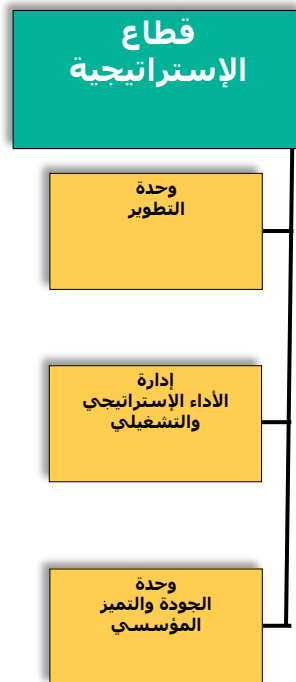 قطاع
الإستراتيجية
وحدة
التطوير
إدارة
الأداء الإستراتيجي
والتشغيلي
وحدة
الجودة والتميز
المؤسسي